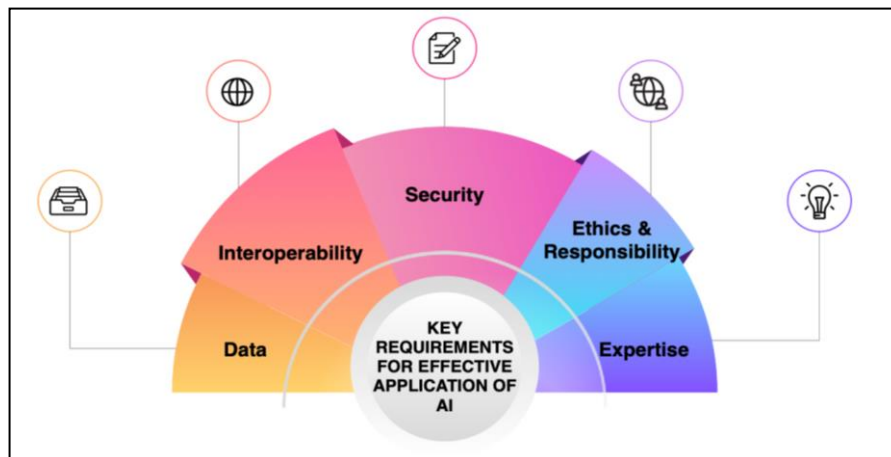 Security
Ethics &
Responsibility
Interoperability
Data
Expertise
KEY
REQUIREMENTS
FOR EFFECTIVE
APPLICATION OF
AI